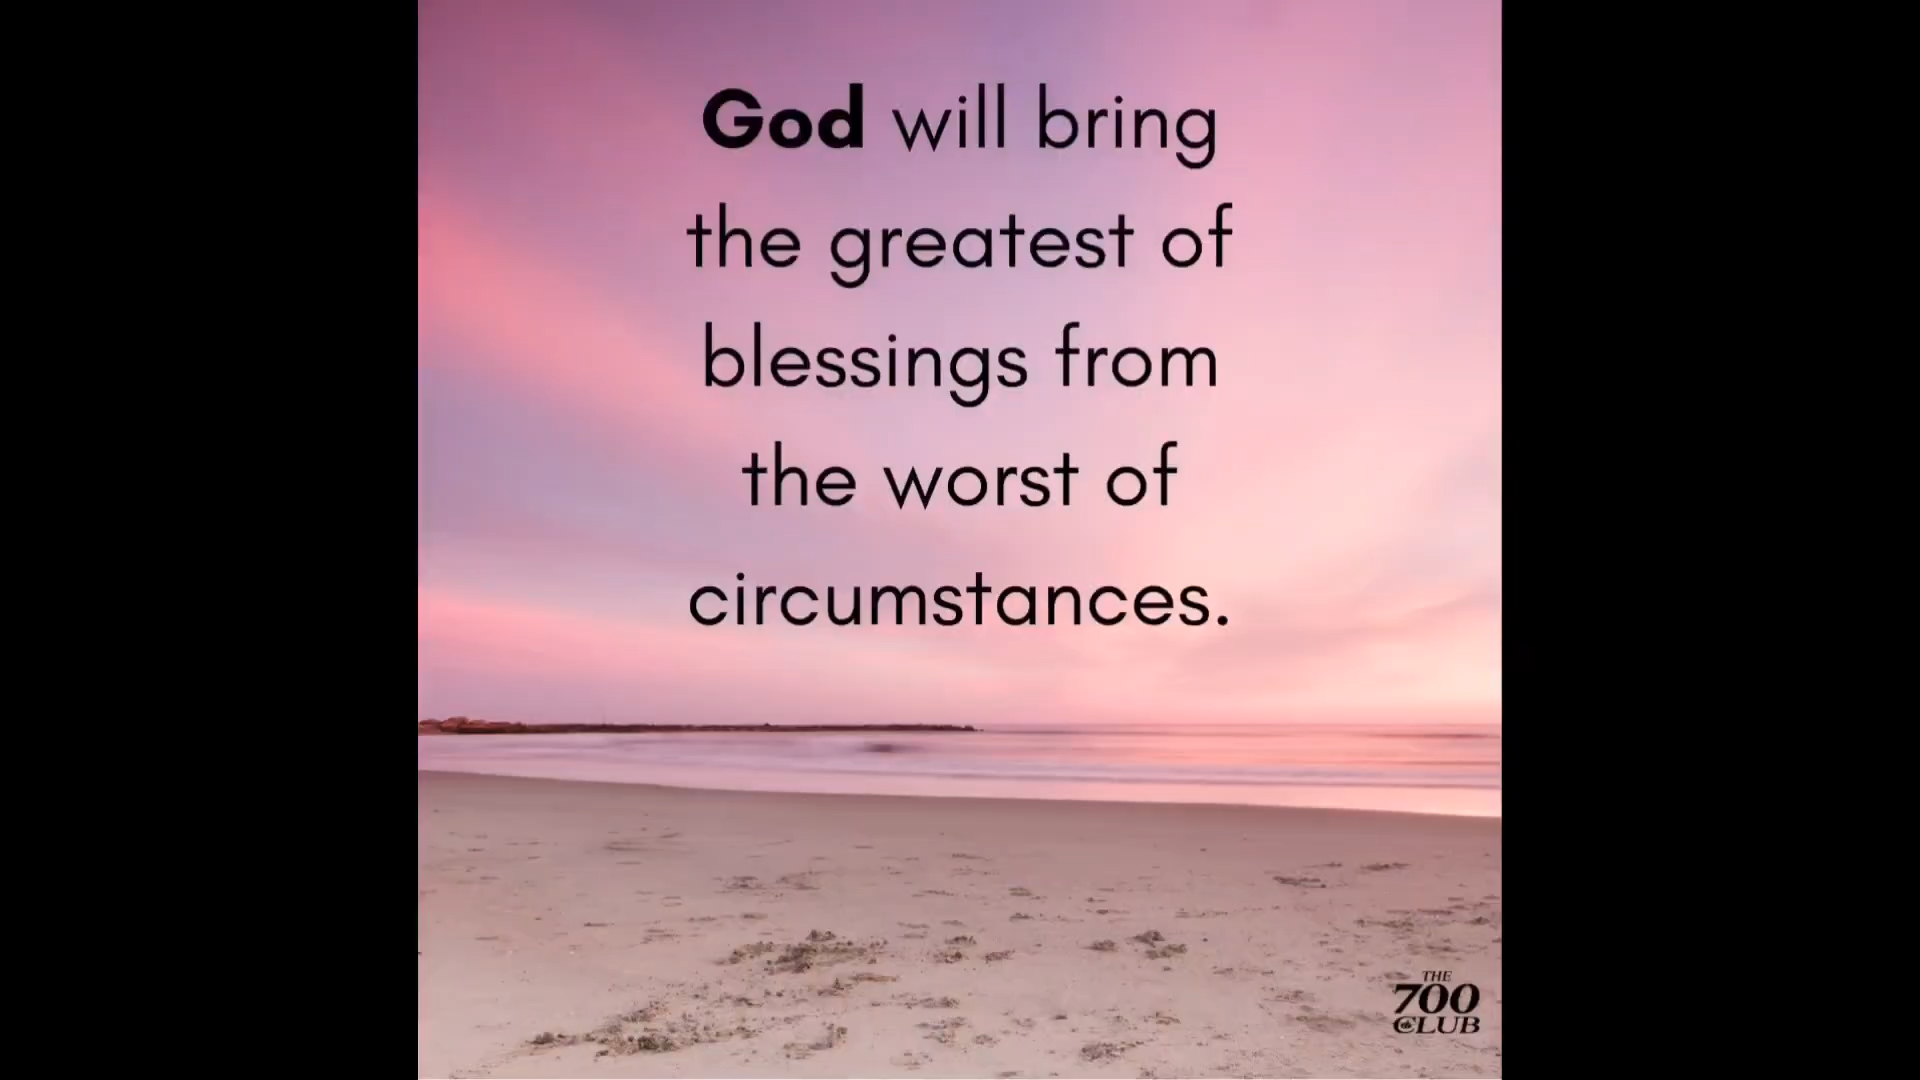 God will bring
the greatest of
blessings from
the worst of
circumstances.
THE
700
CLUB